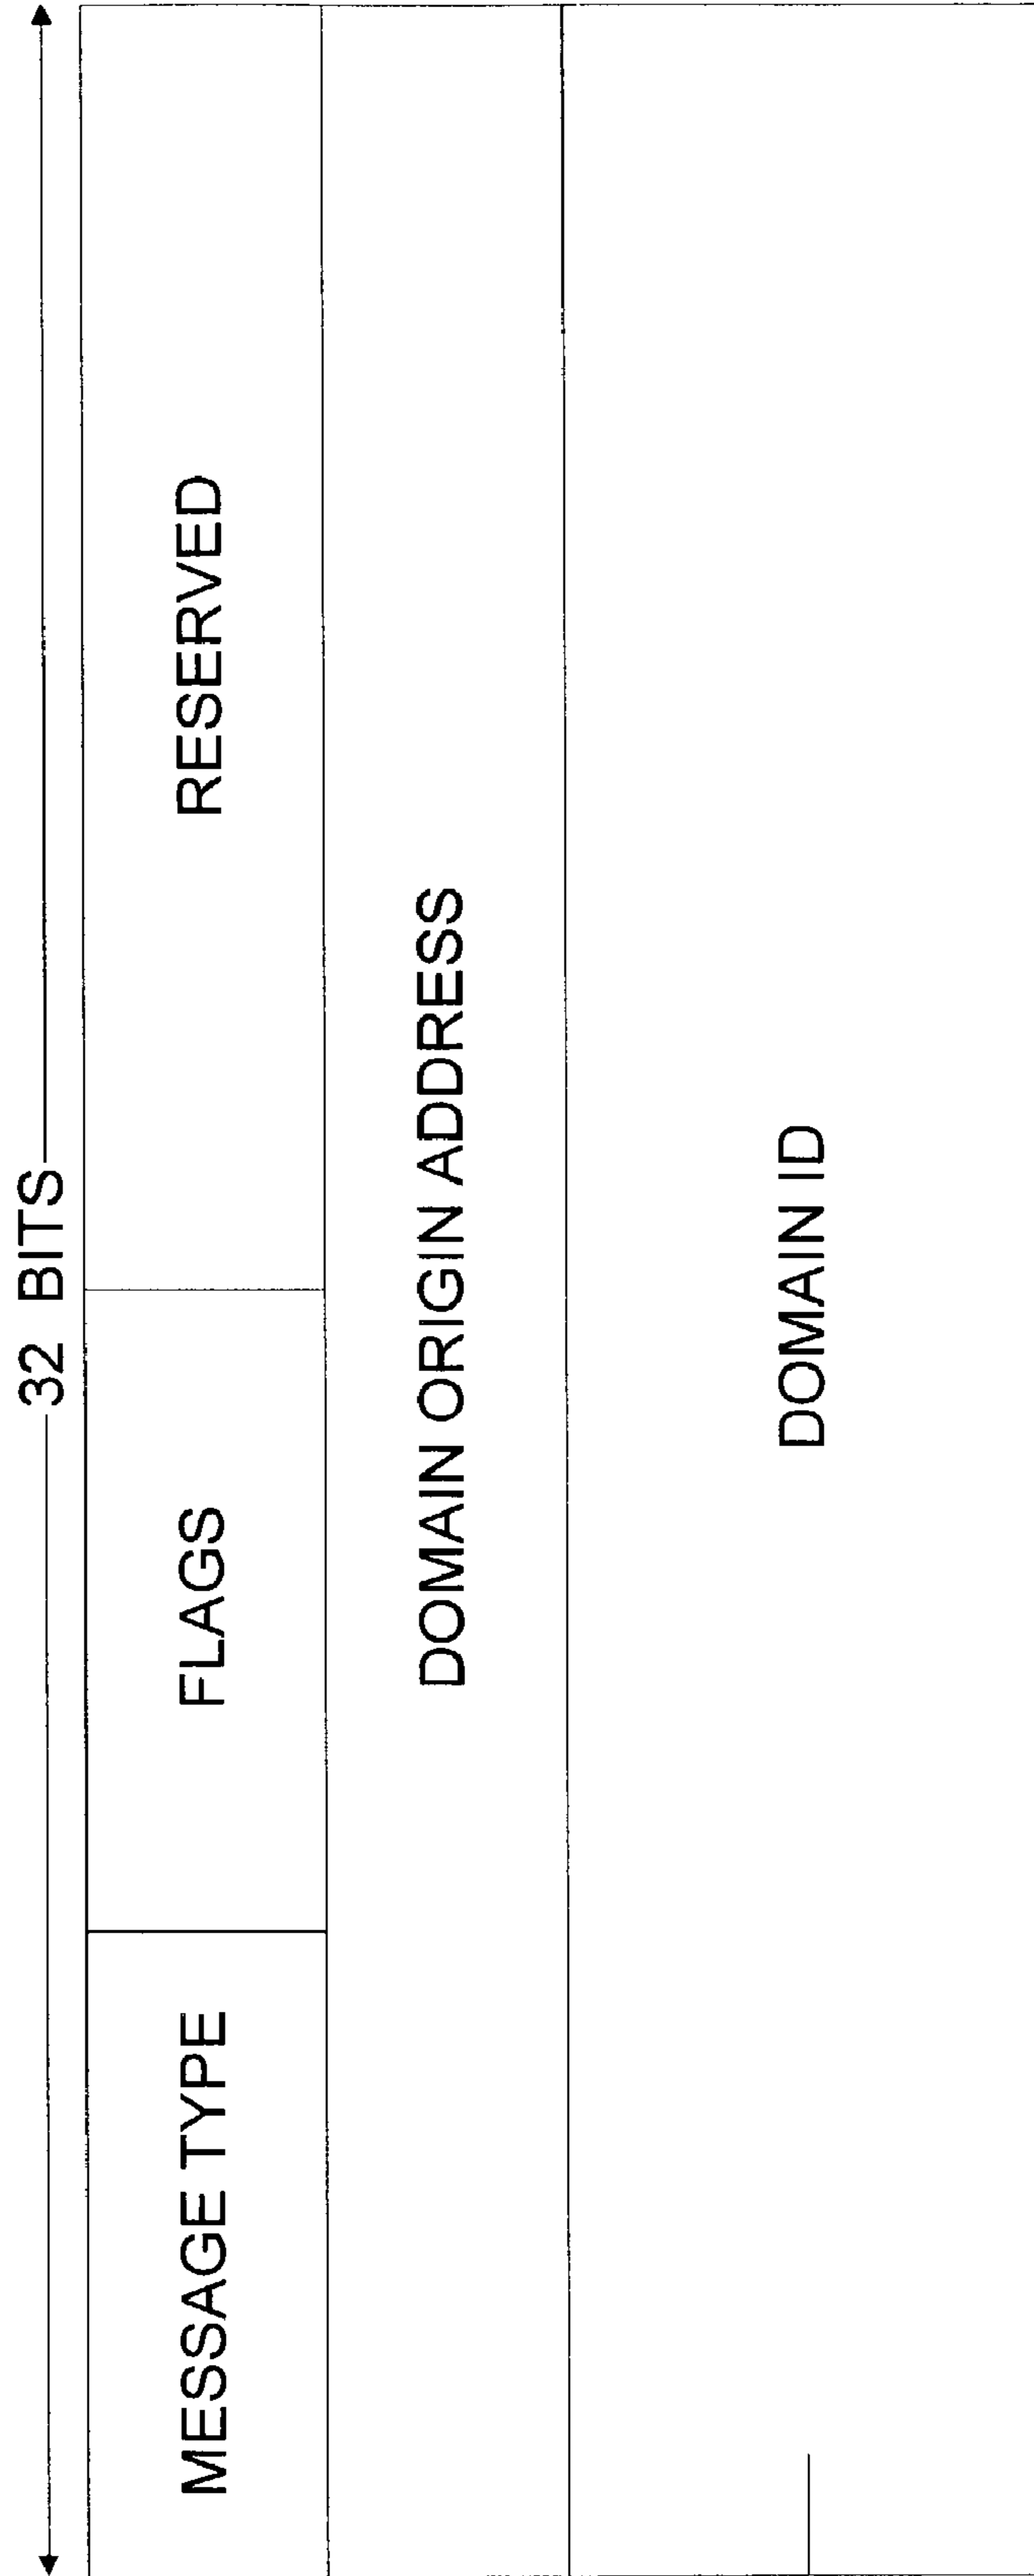 32 BITS
MESSAGE TYPE FLAGS RESERVED
DOMAIN ORIGIN ADDRESS
DOMAIN ID